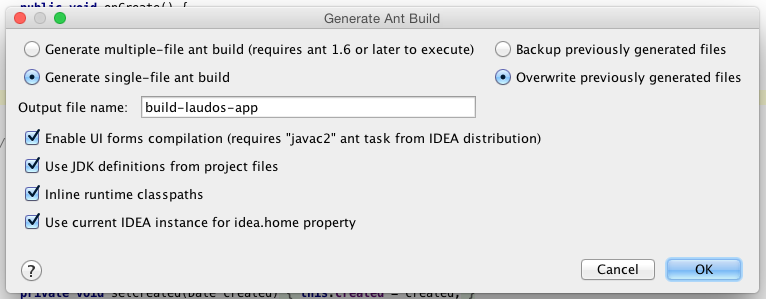 public void onCreate() {
Generate Ant Build
Generate multiple-file ant build (requires ant 1.6 or later to execute)
Backup previously generated files
Generate single-file ant build
Overwrite previously generated files
Output file name: build-laudos-app
Enable UI forms compilation (requires "javac2" ant task from IDEA distribution)
Use JDK definitions from project files
Inline runtime classpaths
Use current IDEA instance for idea.home property
?
Cancel
OK
private void setCreated(Date created) { this.created = created; }